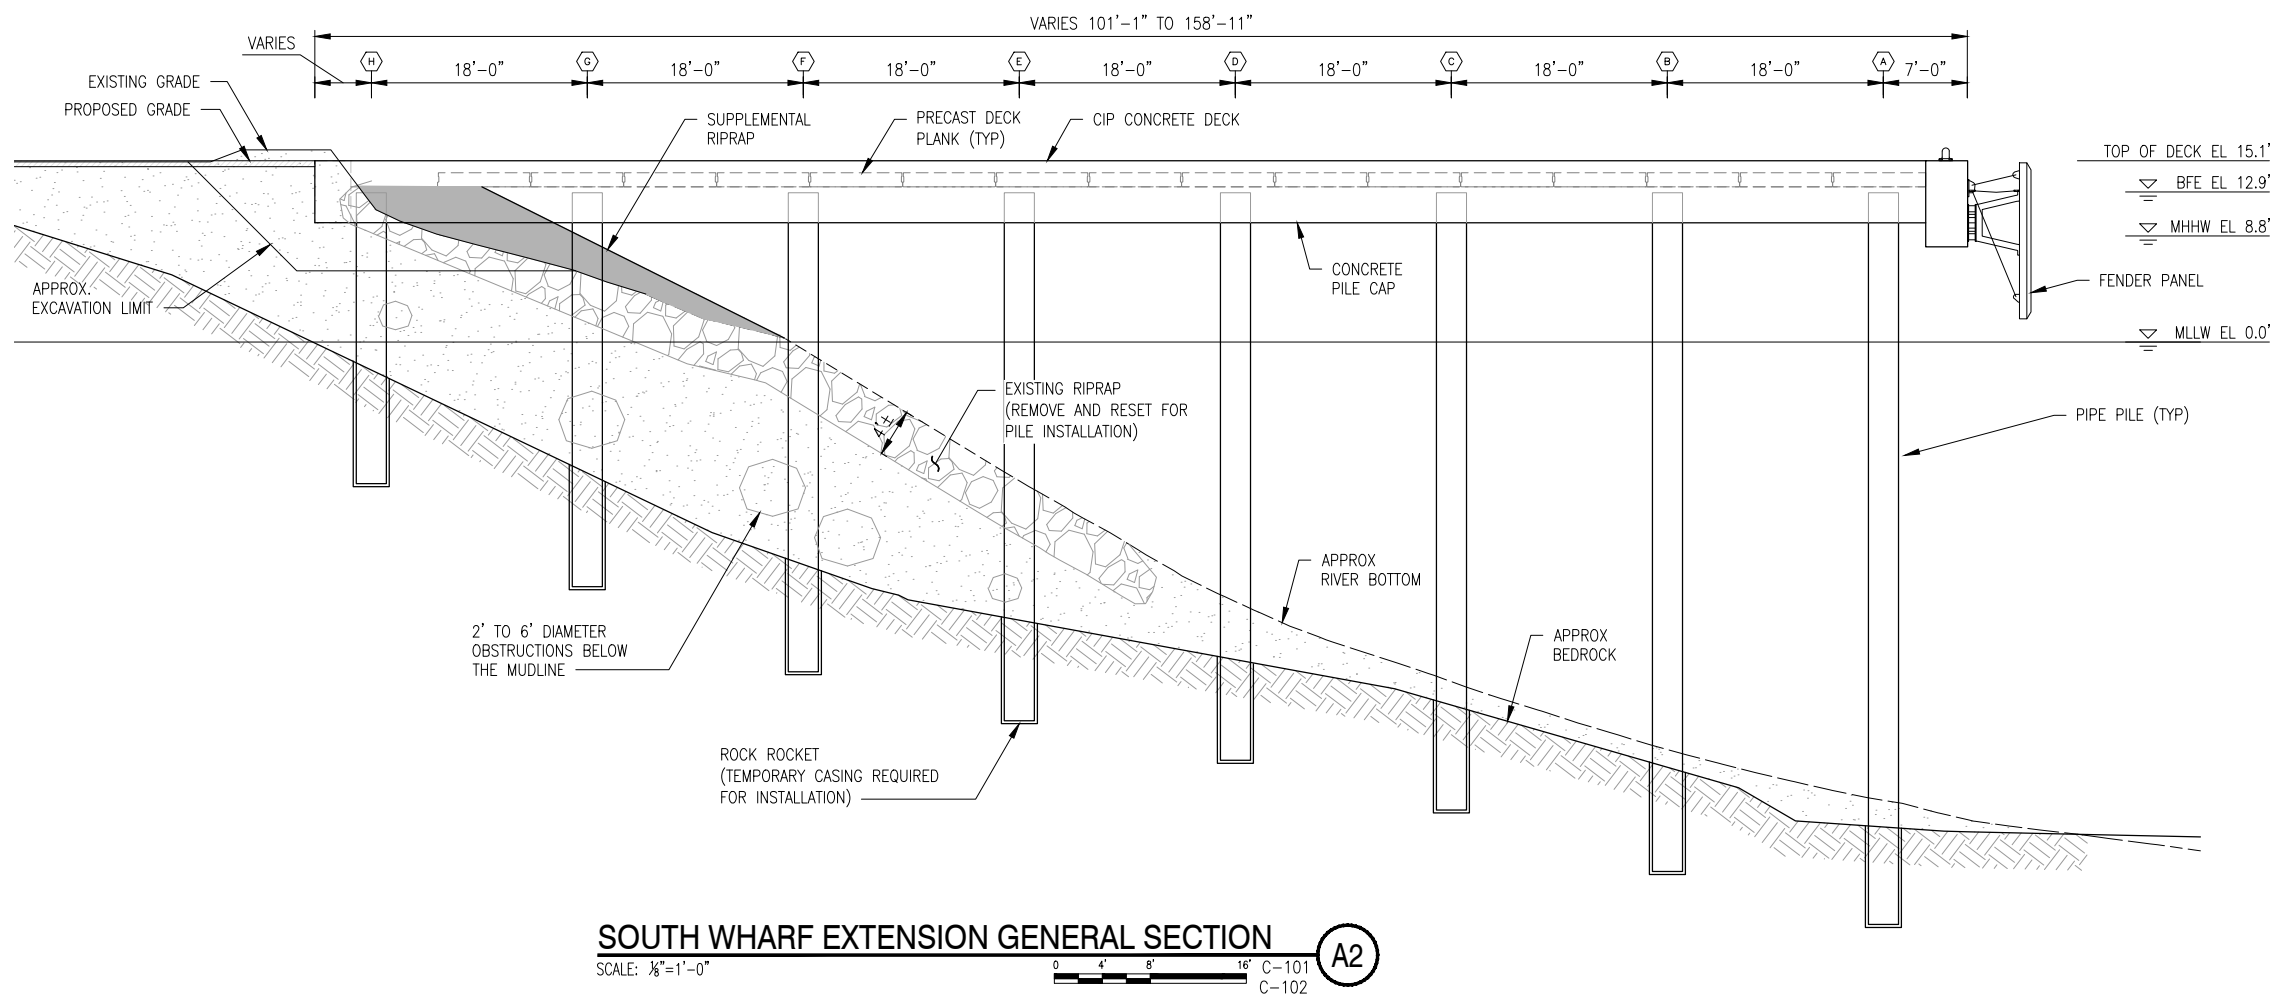 VARIES 101'-1" TO 158'-11"
VARIES
H
18'-0"
G
18'-0"
F
18'-0"
E
18'-0"
D
18'-0"
C
18'-0"
B
18'-0"
A
7'-0"
EXISTING GRADE
PROPOSED GRADE
SUPPLEMENTAL
RIPRAP
PRECAST DECK
PLANK (TYP)
CIP CONCRETE DECK
TOP OF DECK EL 15.1'
BFE EL 12.9'
MHHW EL 8.8'
APPROX.
EXCAVATION LIMIT
CONCRETE
PILE CAP
FENDER PANEL
MLLW EL 0.0'
EXISTING RIPRAP
(REMOVE AND RESET FOR
PILE INSTALLATION)
4'±
PIPE PILE (TYP)
APPROX
RIVER BOTTOM
2' TO 6' DIAMETER
OBSTRUCTIONS BELOW
THE MUDLINE
APPROX
BEDROCK
ROCK ROCKET
(TEMPORARY CASING REQUIRED
FOR INSTALLATION)
SOUTH WHARF EXTENSION GENERAL SECTION
A2
SCALE: ⅛"=1'-0"
0 4' 8' 16'
C-101
C-102